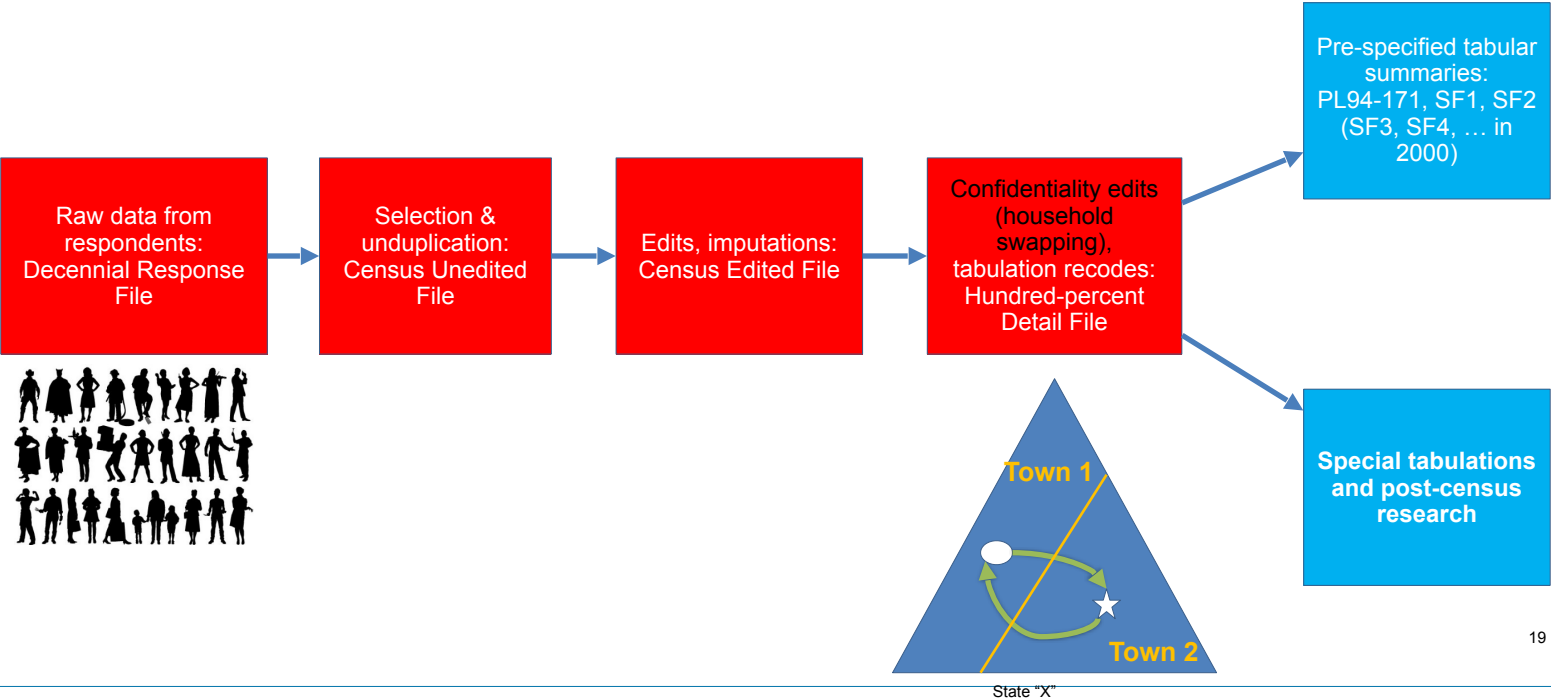 Raw data from
respondents:
Decennial Response
File
Selection &
unduplication:
Census Unedited
File
Edits, imputations:
Census Edited File
Confidentiality edits
(household
swapping),
tabulation recodes:
Hundred-percent
Detail File
Pre-specified tabular
summaries:
PL94-171, SF1, SF2
(SF3, SF4, … in
2000)
Special tabulations
and post-census
research
Town 1
Town 2
State “X”
19